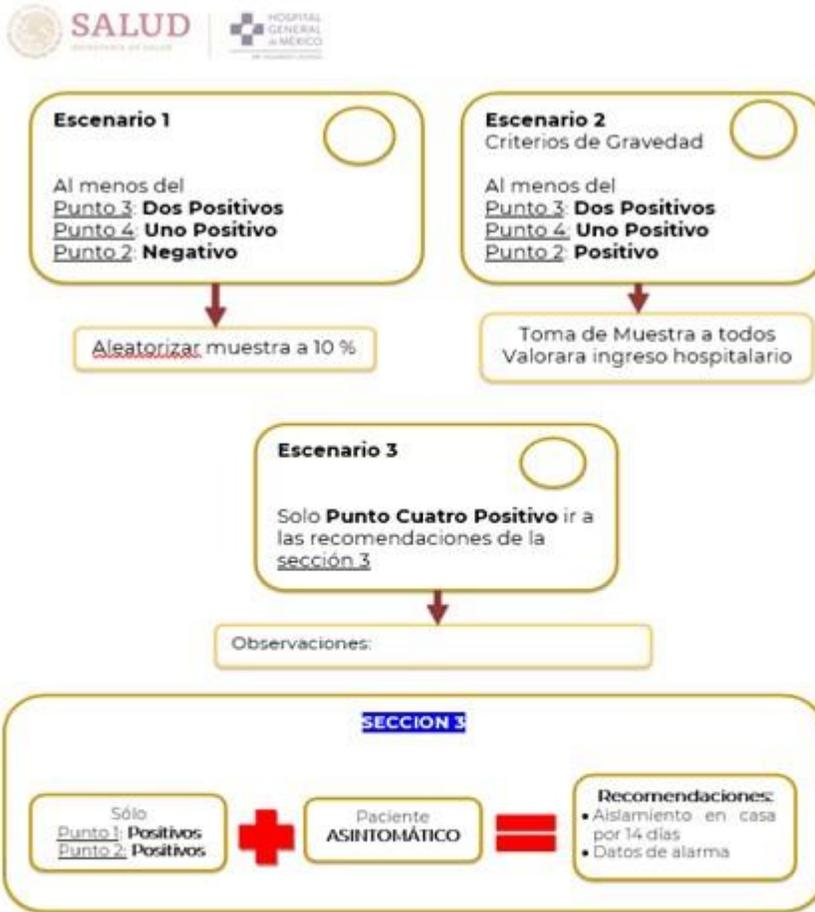 SALUD
SECRETARÍA DE SALUD
HOSPITAL
GENERAL
de MÉXICO
Escenario 1
Al menos del
Punto 3: Dos Positivos
Punto 4: Uno Positivo
Punto 2: Negativo
Aleatorizar muestra a 10 %
Escenario 2
Criterios de Gravedad
Al menos del
Punto 3: Dos Positivos
Punto 4: Uno Positivo
Punto 2: Positivo
Toma de Muestra a todos
Valorara ingreso hospitalario
Escenario 3
Solo Punto Cuatro Positivo ir a
las recomendaciones de la
sección 3
Observaciones:
SECCION 3
Sólo
Punto 1: Positivos
Punto 2: Positivos
Paciente
ASINTOMÁTICO
Recomendaciones:
• Aislamiento en casa
por 14 días
• Datos de alarma